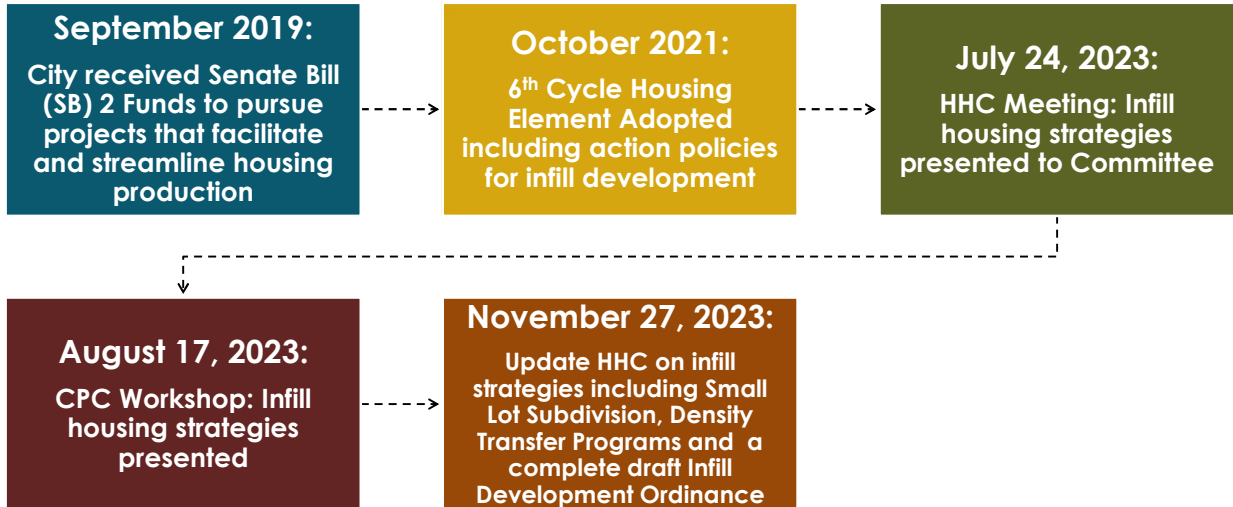 September 2019:
City received Senate Bill
(SB) 2 Funds to pursue
projects that facilitate
and streamline housing
production
October 2021:
6th Cycle Housing
Element Adopted
including action policies
for infill development
July 24, 2023:
HHC Meeting: Infill
housing strategies
presented to Committee
August 17, 2023:
CPC Workshop: Infill
housing strategies
presented
November 27, 2023:
Update HHC on infill
strategies including Small
Lot Subdivision, Density
Transfer Programs and a
complete draft Infill
Development Ordinance